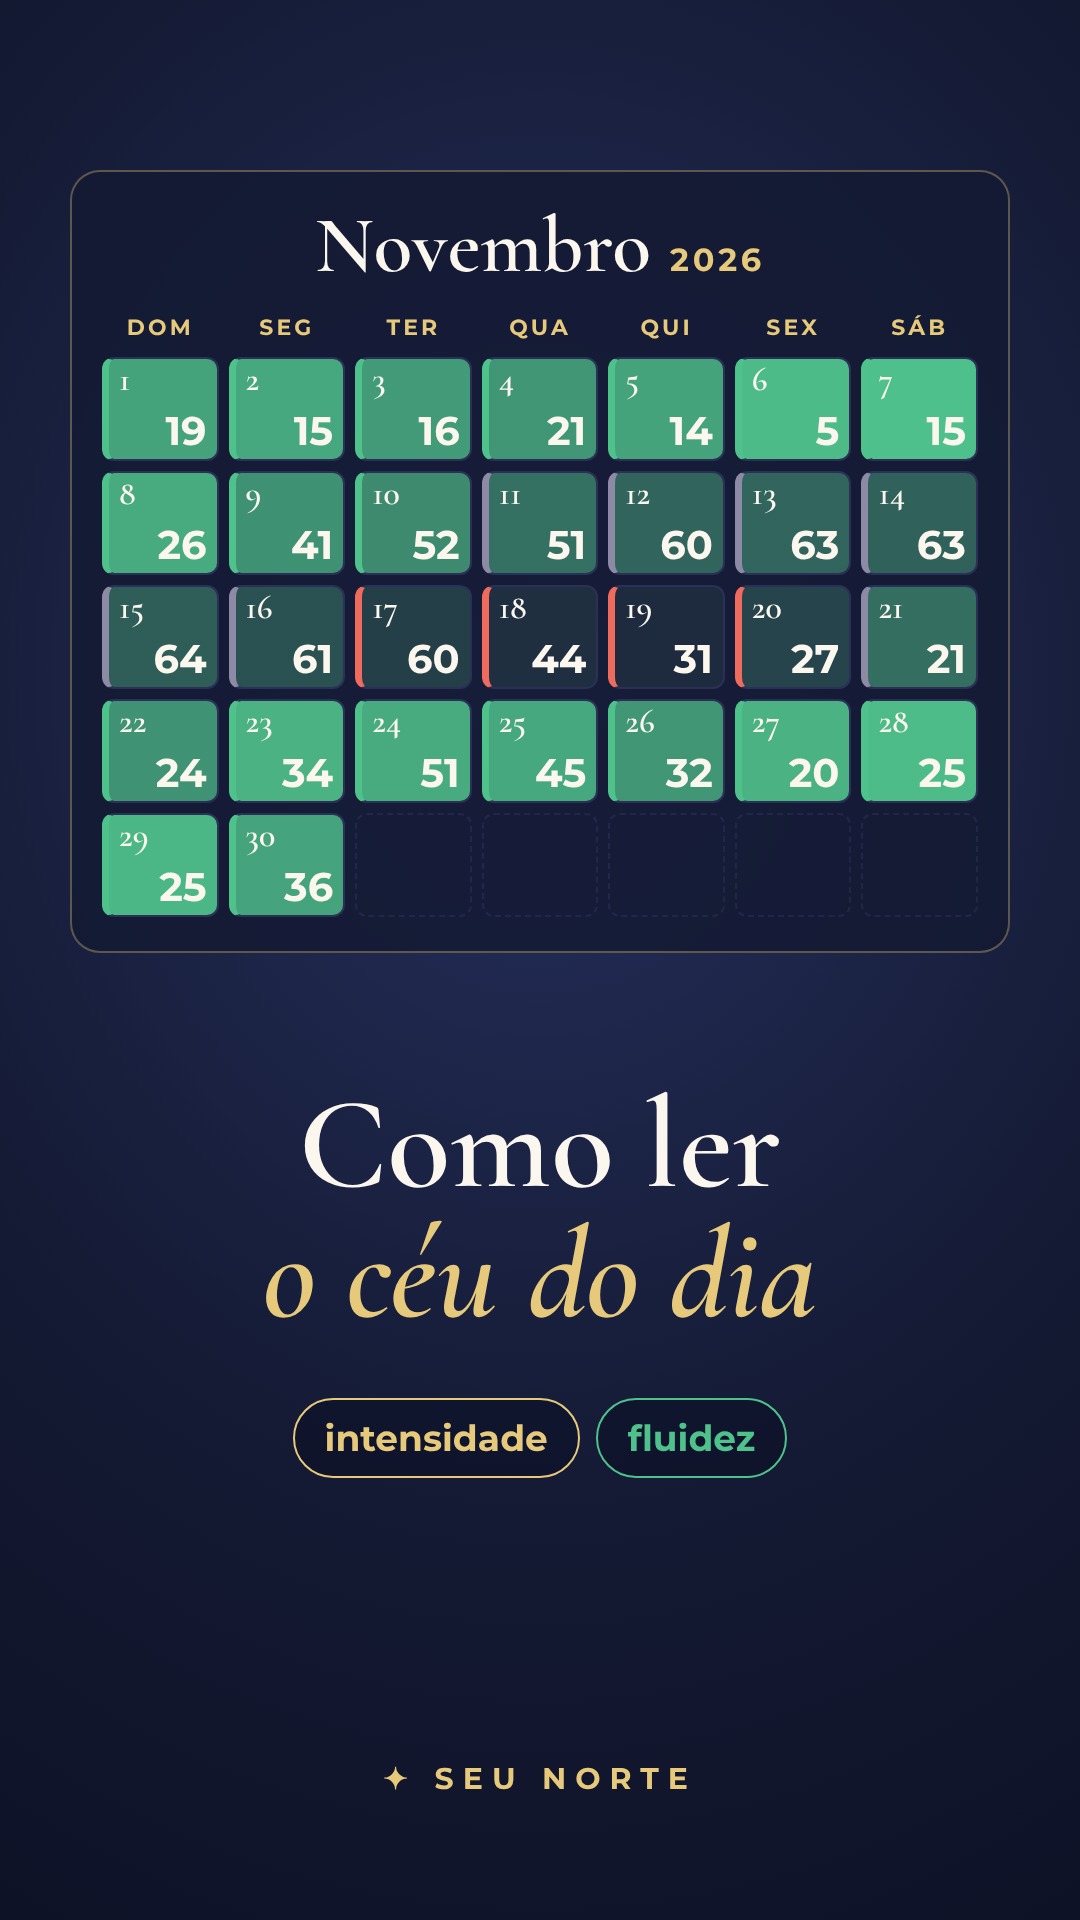 Novembro 2026
DOM SEG TER QUA QUI SEX SÁB
1 2 3 4 5 6 7
19 15 16 21 14 5 15
8 9 10 11 12 13 14
26 41 52 51 60 63 63
15 16 17 18 19 20 21
64 61 60 44 31 27 21
22 23 24 25 26 27 28
24 34 51 45 32 20 25
29 30
25 36
Como ler
o céu do dia
intensidade fluidez
✦ SEU NORTE